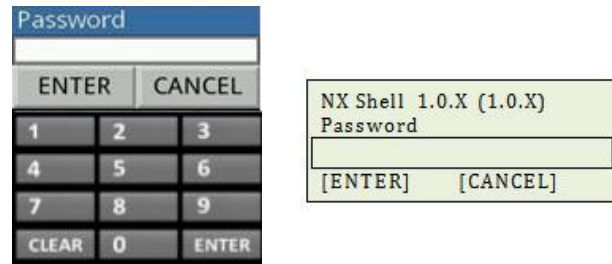 Password
ENTER CANCEL
1 2 3
4 5 6
7 8 9
CLEAR 0 ENTER
NX Shell 1.0.X (1.0.X)
Password
[ENTER] [CANCEL]